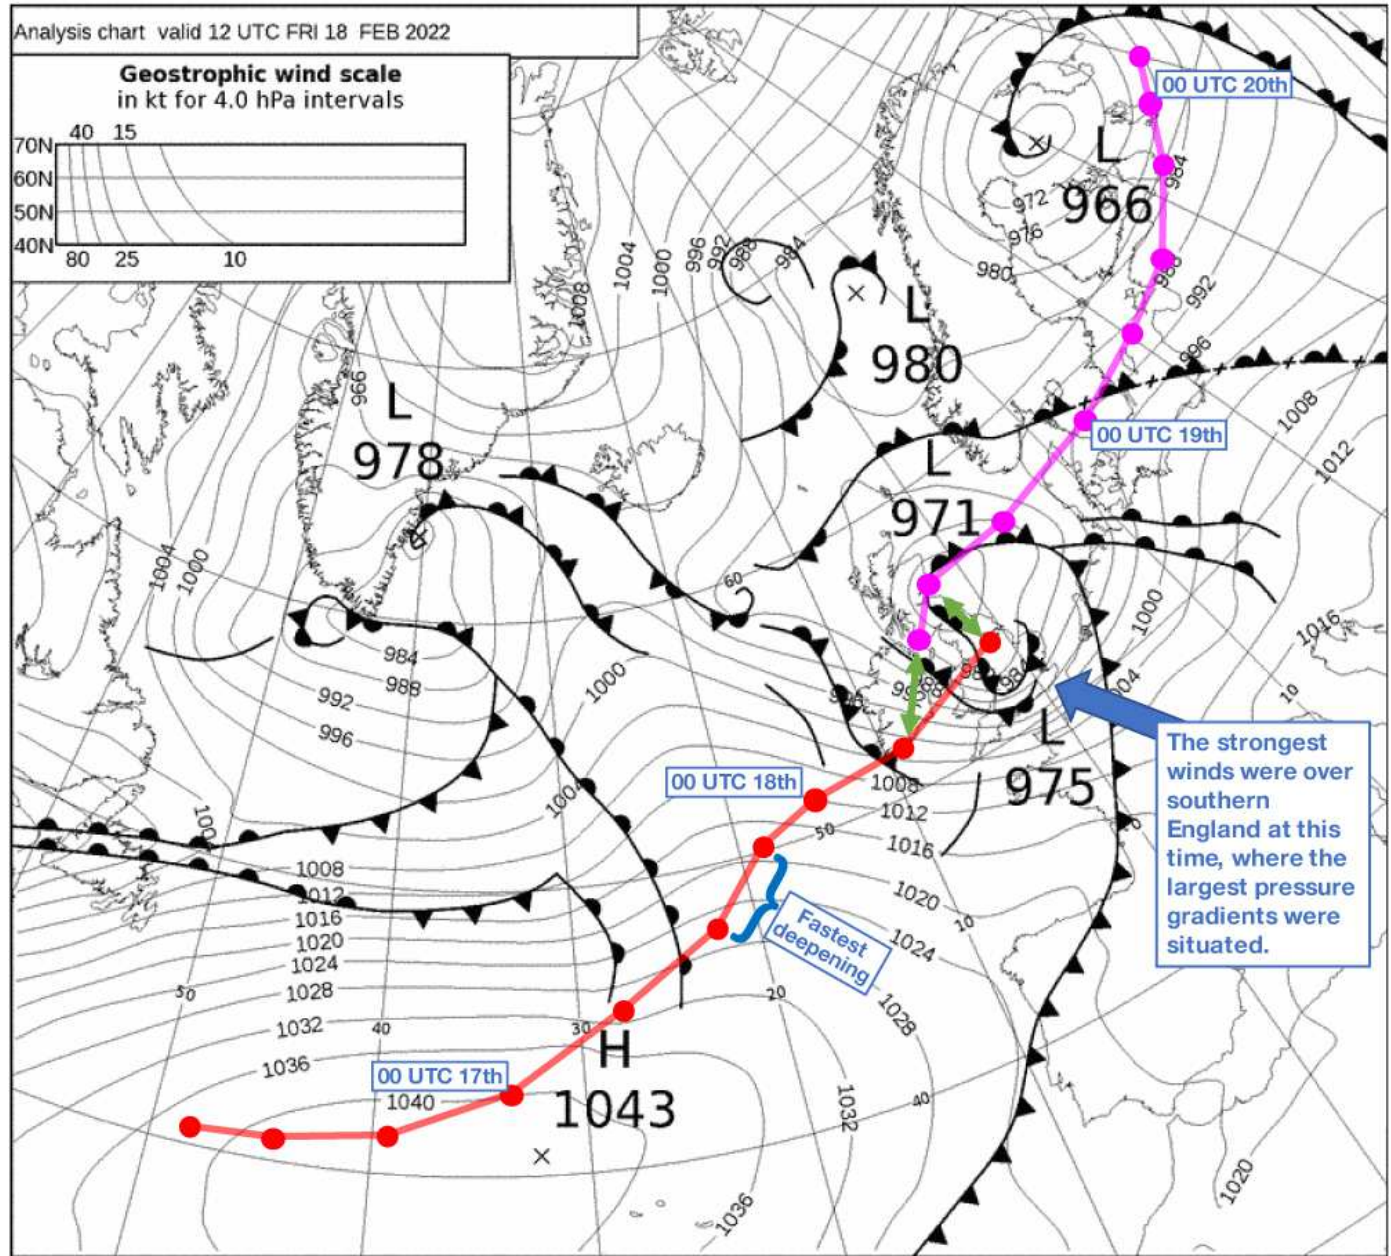 Analysis chart valid 12 UTC FRI 18 FEB 2022
Geostrophic wind scale
in kt for 4.0 hPa intervals
40 15
70N
60N
50N
40N
80 25 10
00 UTC 20th
L
966
984
972
976
980
988
992
996
1004
1000
996
992
988
984
1008
L
980
966
L
978
1008
1012
00 UTC 19th
L
971
1004
1000
60
1000
1016
984
988
992
996
1000
984
1004
10
L
975
The strongest
winds were over
southern
England at this
time, where the
largest pressure
gradients were
situated.
00 UTC 18th
1008
1012
1016
50
1004
100
1008
1012
1016
1020
1024
1028
1032
1036
1020
10
1024
Fastest
deepening
50
40
30
20
1028
H
1043
00 UTC 17th
1040
1032
40
1036
1020